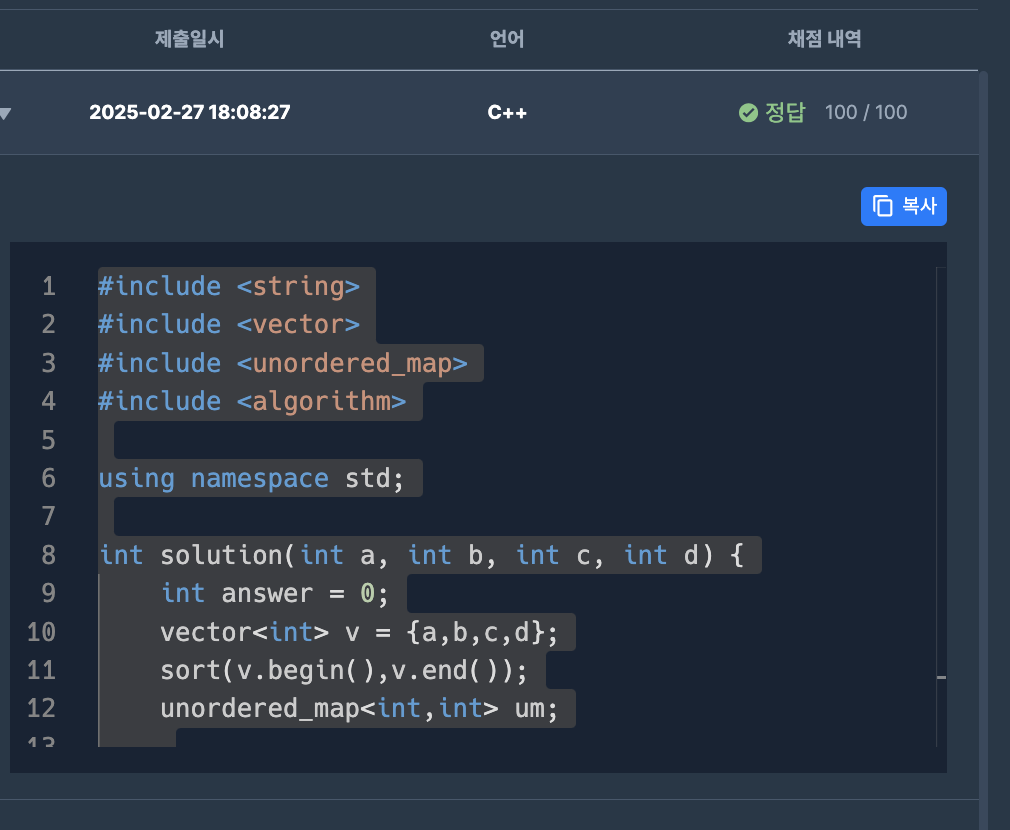 제출일시 언어 채점 내역
2025-02-27 18:08:27 C++ 정답 100 / 100
복사
1 #include <string>
2 #include <vector>
3 #include <unordered_map>
4 #include <algorithm>
5
6 using namespace std;
7
8 int solution(int a, int b, int c, int d) {
9     int answer = 0;
10     vector<int> v = {a,b,c,d};
11     sort(v.begin(),v.end());
12     unordered_map<int,int> um;
13